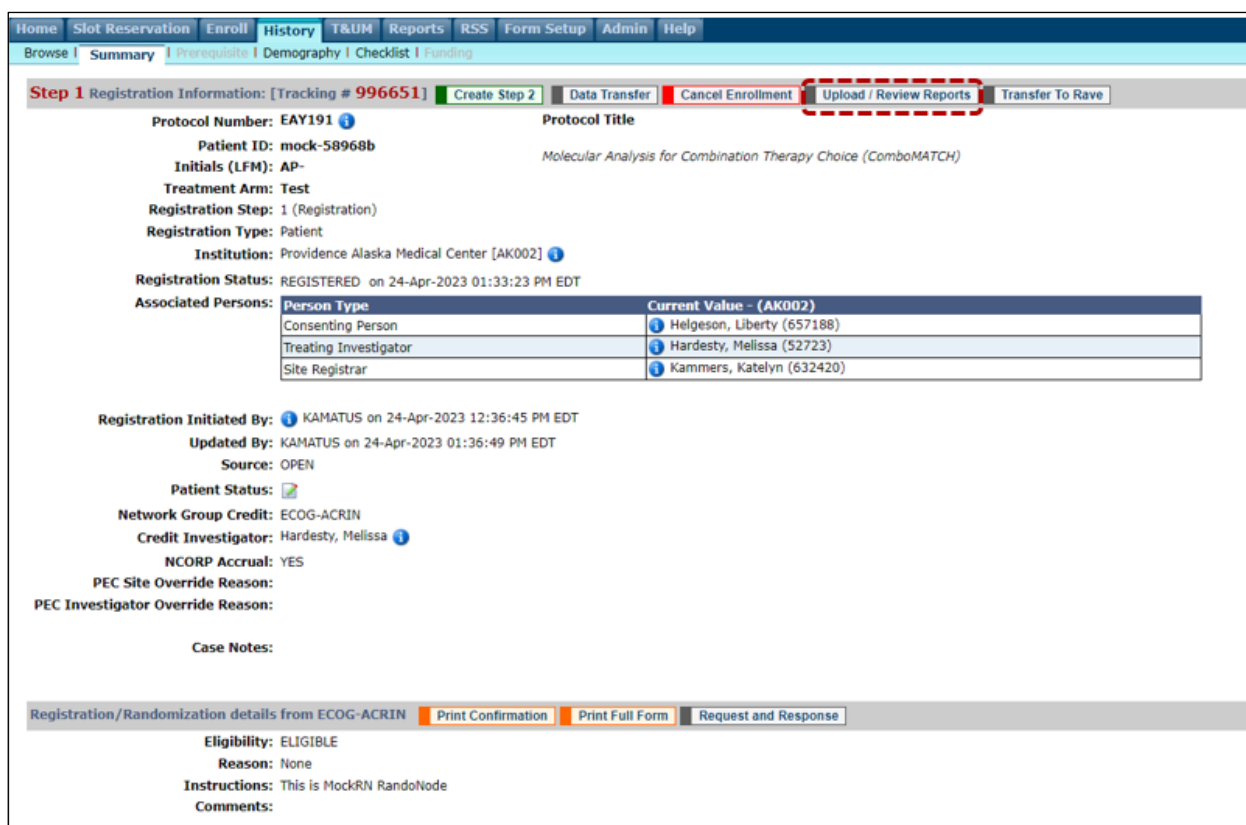 Home Slot Reservation Enroll History T&UM Reports RSS Form Setup Admin Help
Browse | Summary | Prerequisite | Demography | Checklist | Funding
Step 1 Registration Information: [Tracking # 996651] Create Step 2 Data Transfer Cancel Enrollment Upload / Review Reports Transfer To Rave
Protocol Number: EAY191 Protocol Title
Patient ID: mock-58968b
Molecular Analysis for Combination Therapy Choice (ComboMATCH)
Initials (LFM): AP-
Treatment Arm: Test
Registration Step: 1 (Registration)
Registration Type: Patient
Institution: Providence Alaska Medical Center [AK002]
Registration Status: REGISTERED on 24-Apr-2023 01:33:23 PM EDT
Associated Persons: Person Type Current Value - (AK002)
Consenting Person Helgeson, Liberty (657188)
Treating Investigator Hardesty, Melissa (52723)
Site Registrar Kammers, Katelyn (632420)
Registration Initiated By: KAMATUS on 24-Apr-2023 12:36:45 PM EDT
Updated By: KAMATUS on 24-Apr-2023 01:36:49 PM EDT
Source: OPEN
Patient Status:
Network Group Credit: ECOG-ACRIN
Credit Investigator: Hardesty, Melissa
NCORP Accrual: YES
PEC Site Override Reason:
PEC Investigator Override Reason:
Case Notes:
Registration/Randomization details from ECOG-ACRIN Print Confirmation Print Full Form Request and Response
Eligibility: ELIGIBLE
Reason: None
Instructions: This is MockRN RandoNode
Comments: